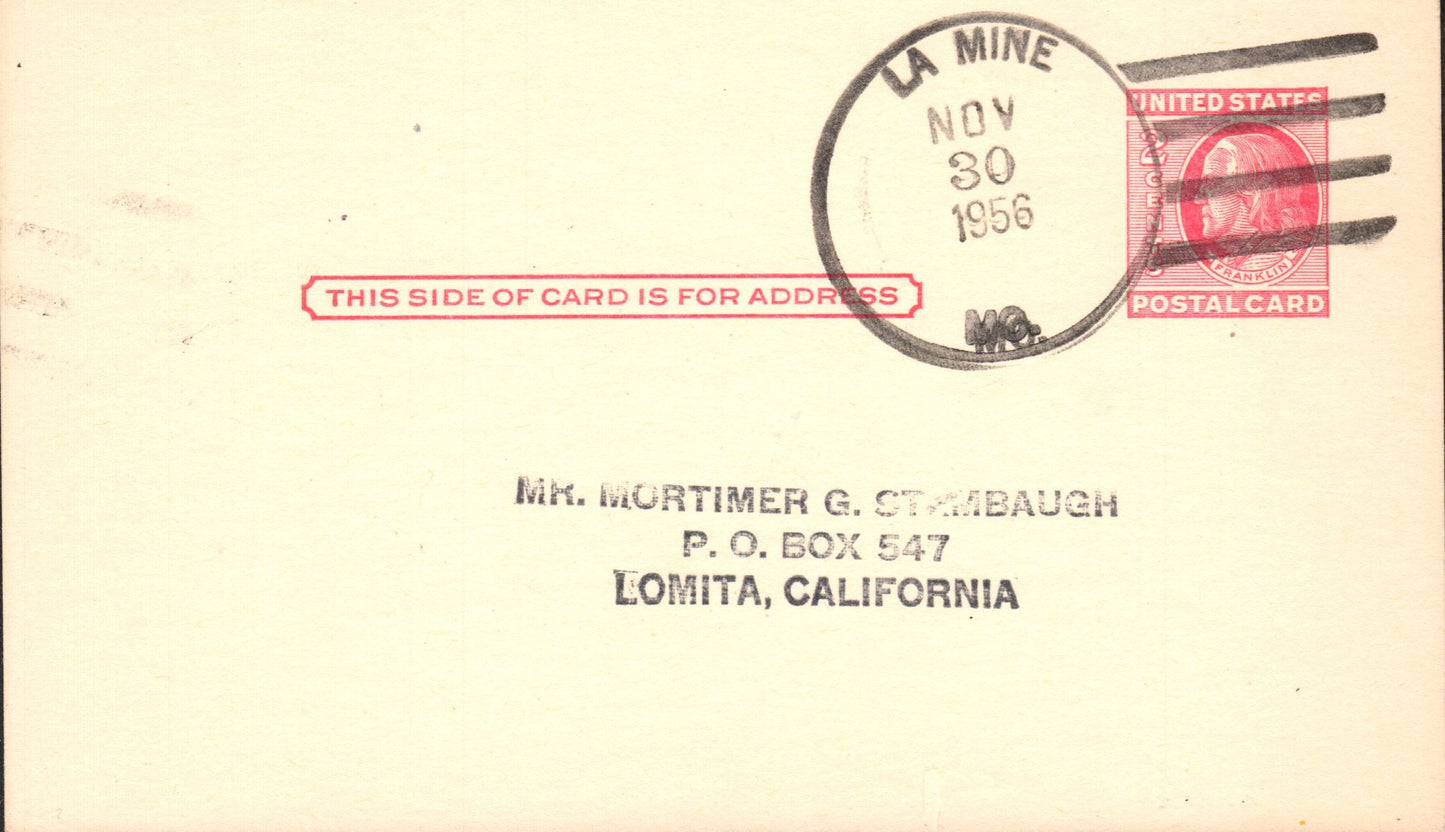 LA MINE
NOV
30
1956
MO.
UNITED STATES
2 CENTS
FRANKLIN
POSTAL CARD
THIS SIDE OF CARD IS FOR ADDRESS
MR. MORTIMER G. STAMBAUGH
P. O. BOX 547
LOMITA, CALIFORNIA